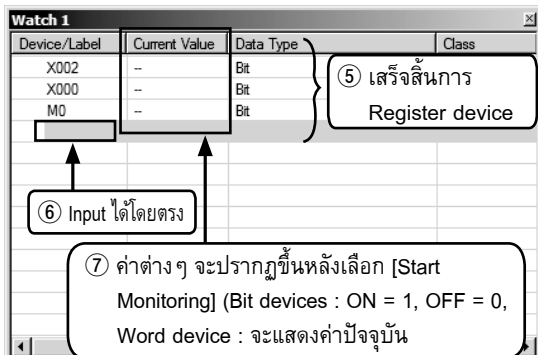 Watch 1
Device/Label Current Value Data Type Class
X002 -- Bit
X000 -- Bit
M0 -- Bit
⑤ เสร็จสิ้นการ
Register device
⑥ Input ได้โดยตรง
⑦ ค่าต่างๆ จะปรากฏขึ้นหลังเลือก [Start
Monitoring] (Bit devices : ON = 1, OFF = 0,
Word device : จะแสดงค่าปัจจุบัน